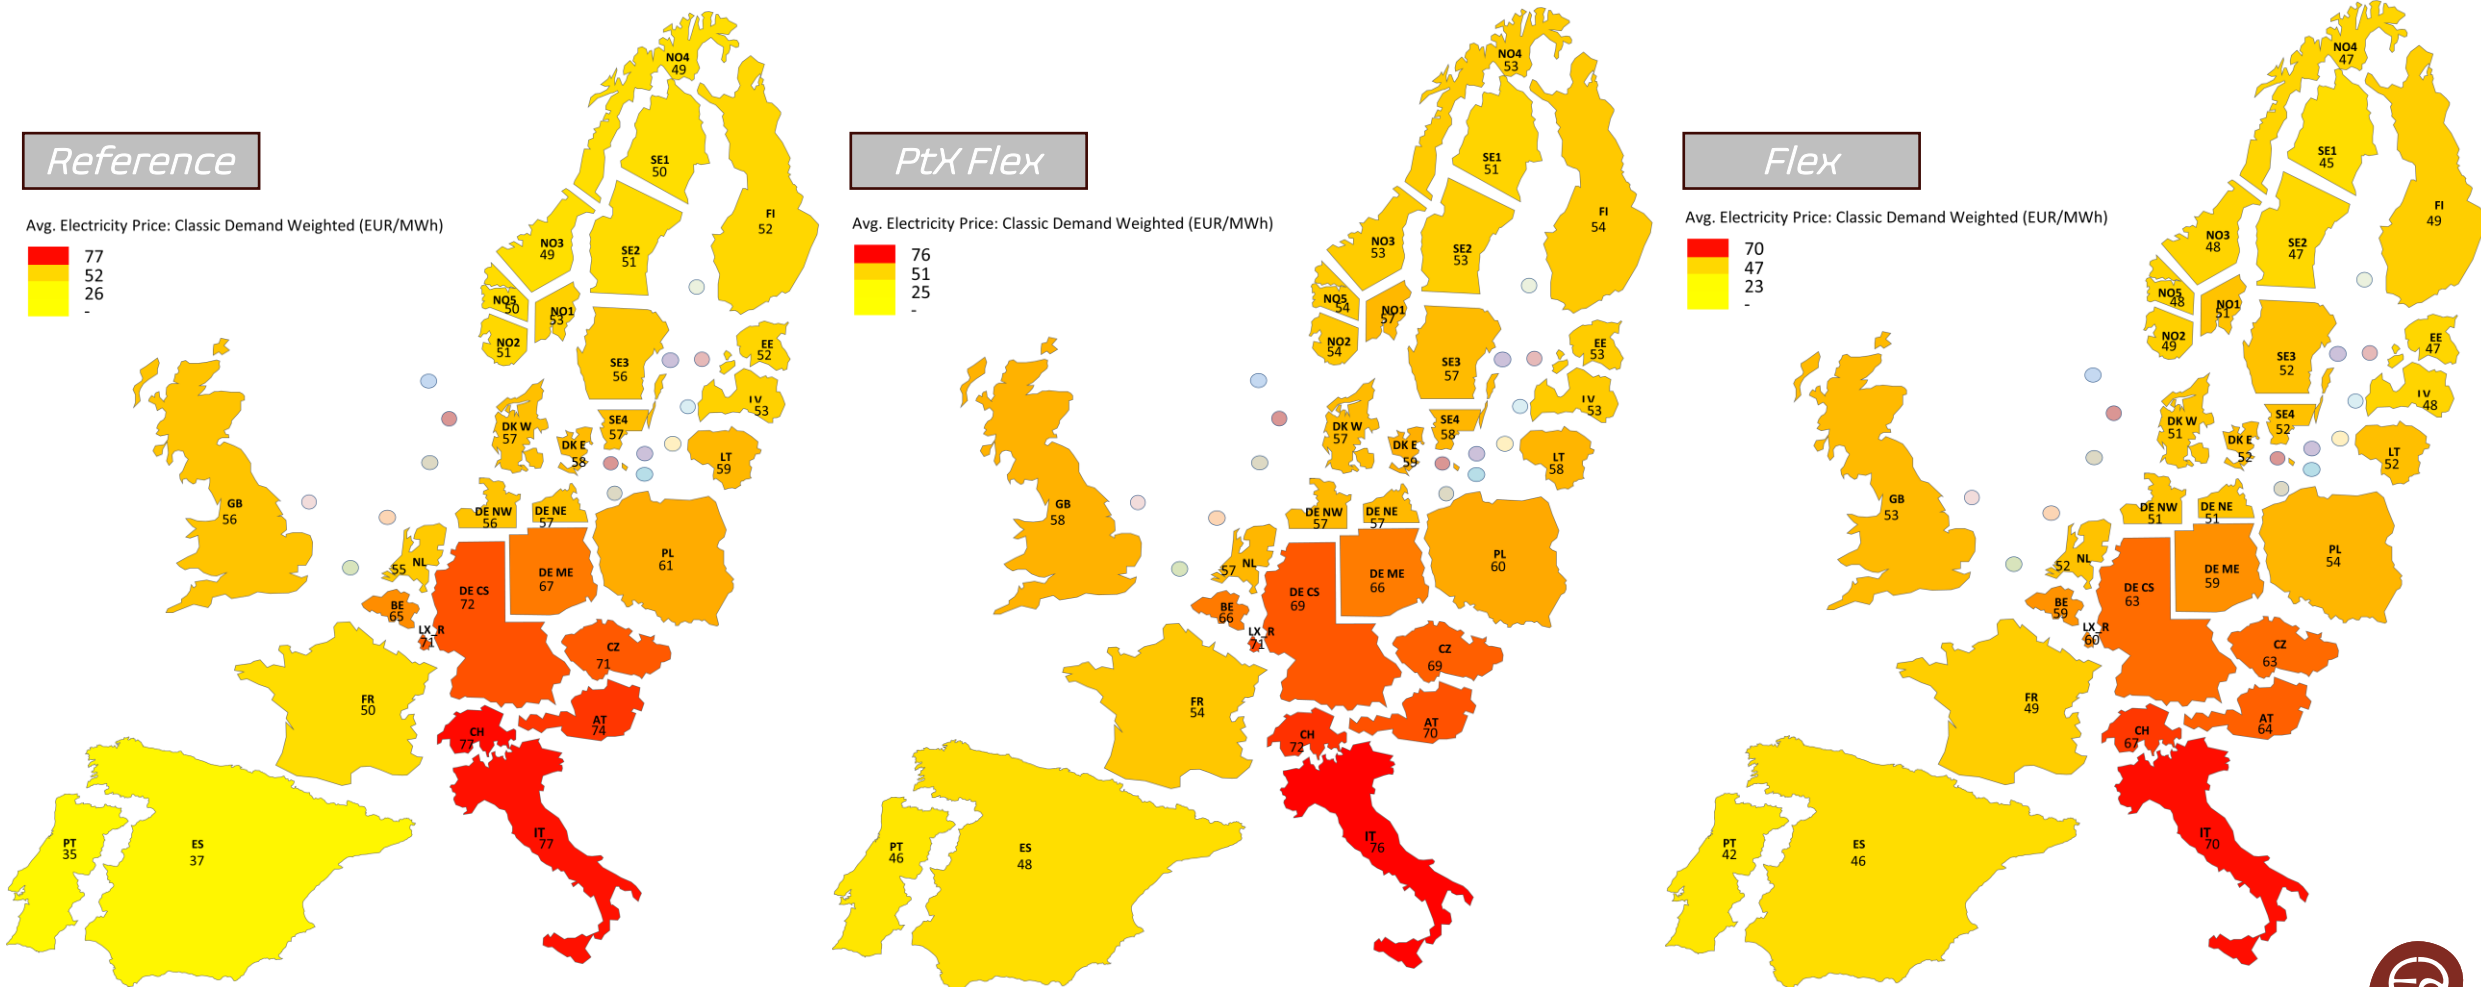 Reference
Avg. Electricity Price: Classic Demand Weighted (EUR/MWh)
77
52
26
-
NO4
49
SE1
50
FI
52
NO3
49
SE2
51
NO5
50
NO1
53
NO2
51
EE
52
SE3
56
LV
53
SE4
57
DK W
57
DK E
58
LT
59
GB
56
DE NW
56
DE NE
57
NL
55
PL
61
DE ME
67
DE CS
72
BE
65
LX_R
71
CZ
71
FR
50
AT
74
CH
77
IT
77
PT
35
ES
37
PtX Flex
Avg. Electricity Price: Classic Demand Weighted (EUR/MWh)
76
51
25
-
NO4
53
SE1
51
FI
54
NO3
53
SE2
53
NO5
54
NO1
57
NO2
54
EE
53
SE3
57
LV
53
SE4
58
DK W
57
DK E
59
LT
58
GB
58
DE NW
57
DE NE
57
NL
57
PL
60
DE ME
66
DE CS
69
BE
66
LX_R
71
CZ
69
FR
54
AT
70
CH
72
IT
76
PT
46
ES
48
Flex
Avg. Electricity Price: Classic Demand Weighted (EUR/MWh)
70
47
23
-
NO4
47
SE1
45
FI
49
NO3
48
SE2
47
NO5
48
NO1
51
NO2
49
EE
47
SE3
52
LV
48
SE4
52
DK W
51
DK E
52
LT
52
GB
53
DE NW
51
DE NE
51
NL
52
PL
54
DE ME
59
DE CS
63
BE
59
LX_R
60
CZ
63
FR
49
AT
64
CH
67
IT
70
PT
42
ES
46